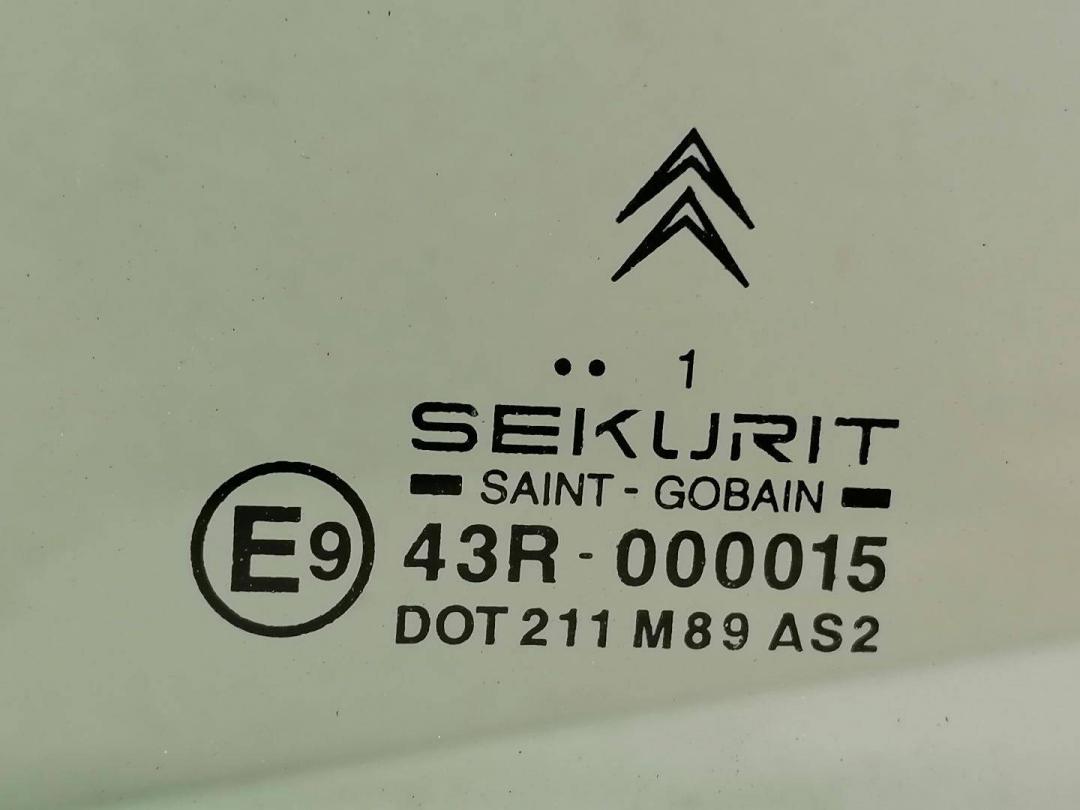 •• 1
SEKURIT
SAINT - GOBAIN
E9 43R - 000015
DOT 211 M89 AS2